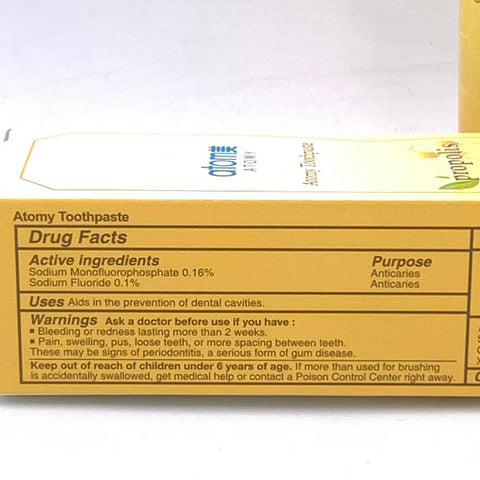 atomy
ATOMY
Atomy Toothpaste
propolis
Atomy Toothpaste
Drug Facts
Active ingredients Purpose
Sodium Monofluorophosphate 0.16% Anticaries
Sodium Fluoride 0.1% Anticaries
Uses Aids in the prevention of dental cavities.
Warnings Ask a doctor before use if you have :
▪ Bleeding or redness lasting more than 2 weeks.
▪ Pain, swelling, pus, loose teeth, or more spacing between teeth.
These may be signs of periodontitis, a serious form of gum disease.
Keep out of reach of children under 6 years of age. If more than used for brushing
is accidentally swallowed, get medical help or contact a Poison Control Center right away.